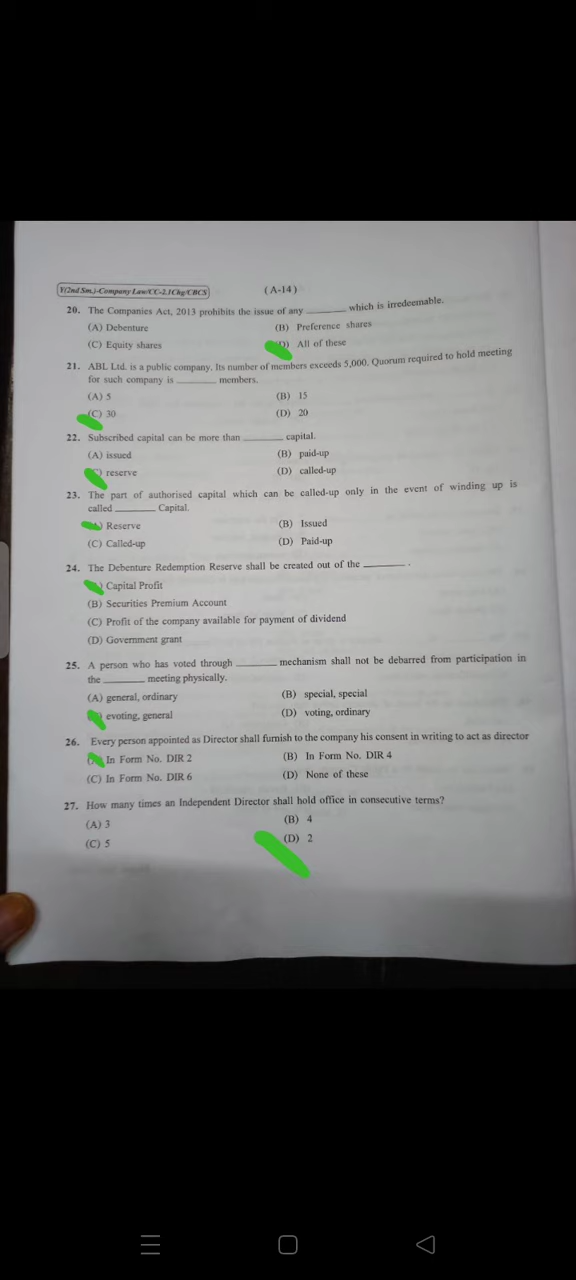 Y(2nd Sm.)-Company Law/CC-2.1Chg/CBCS
(A-14)
20. The Companies Act, 2013 prohibits the issue of any ______ which is irredeemable.
(A) Debenture (B) Preference shares
(C) Equity shares D) All of these
21. ABL Ltd. is a public company. Its number of members exceeds 5,000. Quorum required to hold meeting
for such company is ______ members.
(A) 5 (B) 15
(C) 30 (D) 20
22. Subscribed capital can be more than ______ capital.
(A) issued (B) paid-up
) reserve (D) called-up
23. The part of authorised capital which can be called-up only in the event of winding up is
called ______ Capital.
) Reserve (B) Issued
(C) Called-up (D) Paid-up
24. The Debenture Redemption Reserve shall be created out of the ______ .
) Capital Profit
(B) Securities Premium Account
(C) Profit of the company available for payment of dividend
(D) Government grant
25. A person who has voted through ______ mechanism shall not be debarred from participation in
the ______ meeting physically.
(A) general, ordinary (B) special, special
evoting, general (D) voting, ordinary
26. Every person appointed as Director shall furnish to the company his consent in writing to act as director
In Form No. DIR 2 (B) In Form No. DIR 4
(C) In Form No. DIR 6 (D) None of these
27. How many times an Independent Director shall hold office in consecutive terms?
(A) 3 (B) 4
(C) 5 (D) 2